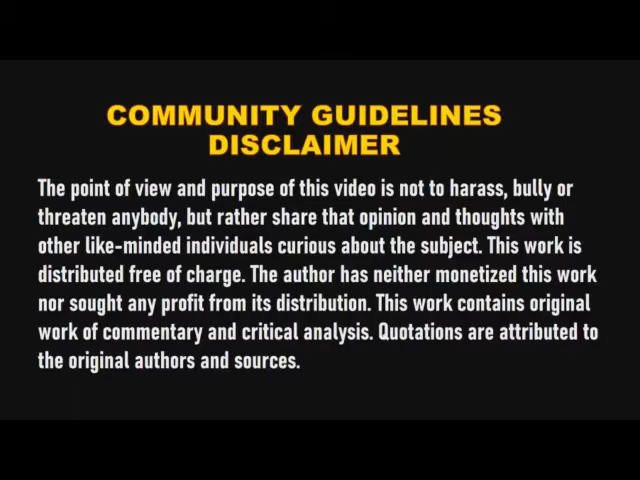 COMMUNITY GUIDELINES
DISCLAIMER
The point of view and purpose of this video is not to harass, bully or
threaten anybody, but rather share that opinion and thoughts with
other like-minded individuals curious about the subject. This work is
distributed free of charge. The author has neither monetized this work
nor sought any profit from its distribution. This work contains original
work of commentary and critical analysis. Quotations are attributed to
the original authors and sources.